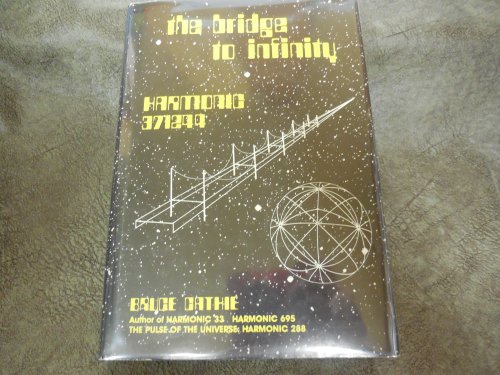 the bridge
to infinity
HARMONIC
371244
BRUCE CATHIE
Author of HARMONIC 33 HARMONIC 695
THE PULSE OF THE UNIVERSE; HARMONIC 288